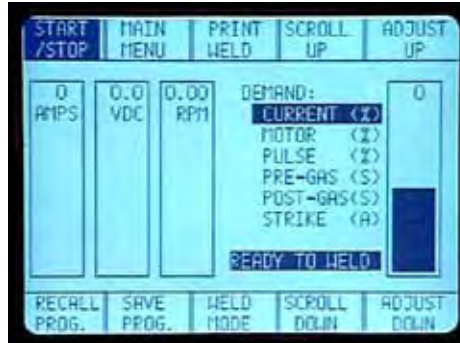 START /STOP
MAIN MENU
PRINT WELD
SCROLL UP
ADJUST UP
0 AMPS
0.0 VDC
0.00 RPM
DEMAND:
CURRENT (%)
MOTOR (%)
PULSE (%)
PRE-GAS (S)
POST-GAS(S)
STRIKE (A)
0
READY TO WELD
RECALL PROG.
SAVE PROG.
WELD MODE
SCROLL DOWN
ADJUST DOWN